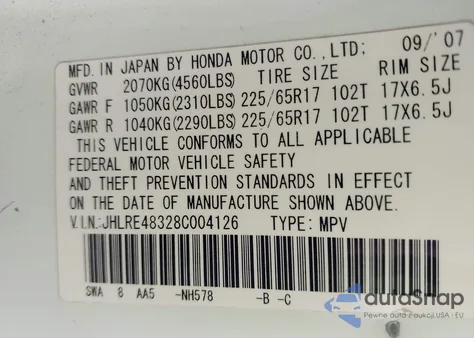 MFD. IN JAPAN BY HONDA MOTOR CO., LTD: 09/'07
GVWR 2070KG(4560LBS) TIRE SIZE RIM SIZE
GAWR F 1050KG(2310LBS) 225/65R17 102T 17X6.5J
GAWR R 1040KG(2290LBS) 225/65R17 102T 17X6.5J
THIS VEHICLE CONFORMS TO ALL APPLICABLE
FEDERAL MOTOR VEHICLE SAFETY
AND THEFT PREVENTION STANDARDS IN EFFECT
ON THE DATE OF MANUFACTURE SHOWN ABOVE.
V.I.N.:JHLRE48328C004126 TYPE: MPV
SWA 8 AA5 -NH578 -B -C
autoSnap
Pewne auta z aukcji USA i EU